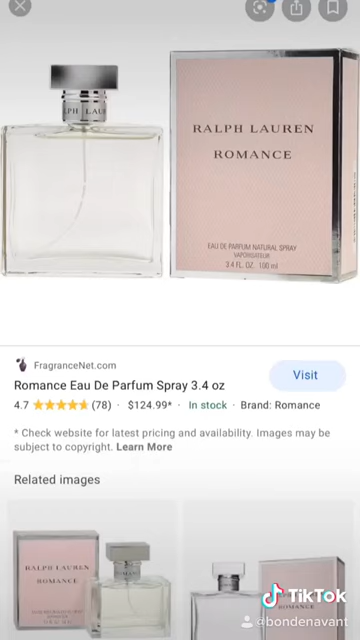 RALPH LAUREN
ROMANCE
EAU DE PARFUM NATURAL SPRAY
VAPORISATEUR
3.4 FL. OZ. 100 ml
FragranceNet.com
Romance Eau De Parfum Spray 3.4 oz
Visit
4.7 (78) · $124.99* · In stock · Brand: Romance
* Check website for latest pricing and availability. Images may be
subject to copyright. Learn More
Related images
RALPH LAUREN
ROMANCE
TikTok
@bondenavant